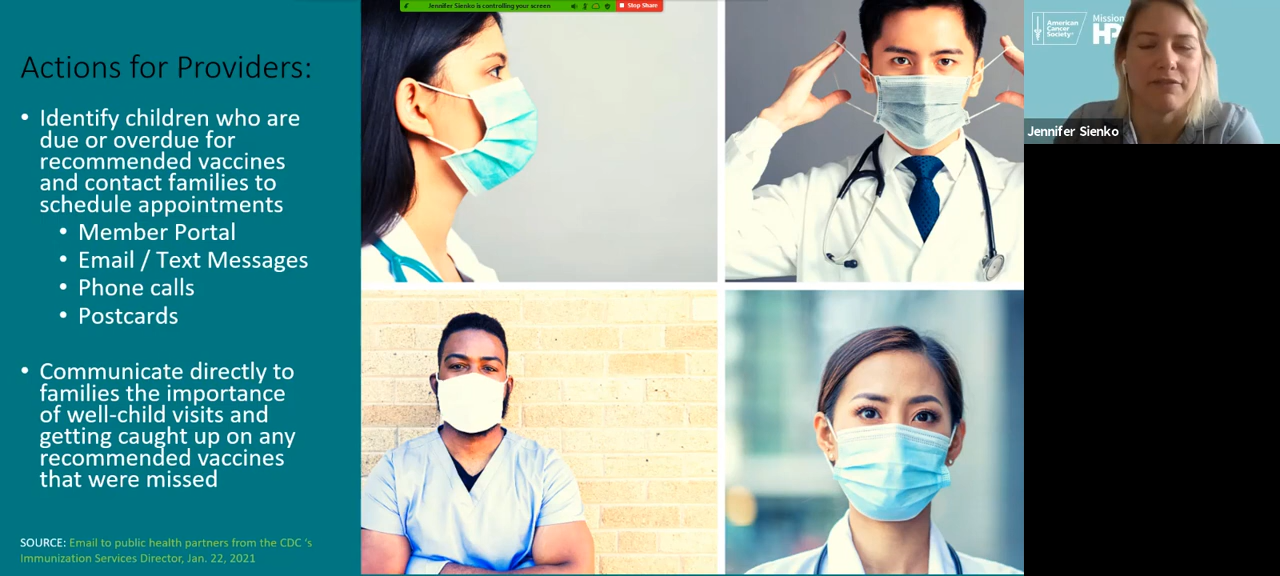 Jennifer Sienko is controlling your screen
Stop Share
Actions for Providers:
• Identify children who are
due or overdue for
recommended vaccines
and contact families to
schedule appointments
• Member Portal
• Email / Text Messages
• Phone calls
• Postcards
• Communicate directly to
families the importance
of well-child visits and
getting caught up on any
recommended vaccines
that were missed
SOURCE: Email to public health partners from the CDC 's
Immunization Services Director, Jan. 22, 2021
American
Cancer
Society®
Mission
HP
Jennifer Sienko